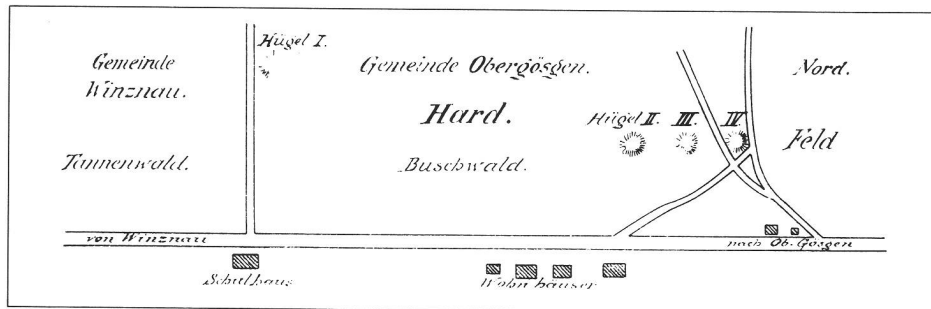 Gemeinde
Winznau.
Tannenwald.
Hügel I.
Gemeinde Obergösgen.
Hard.
Buschwald.
Hügel II. III. IV.
Nord.
Feld
von Winznau
nach Ob. Gösgen
Schulhaus
Wohnhäuser